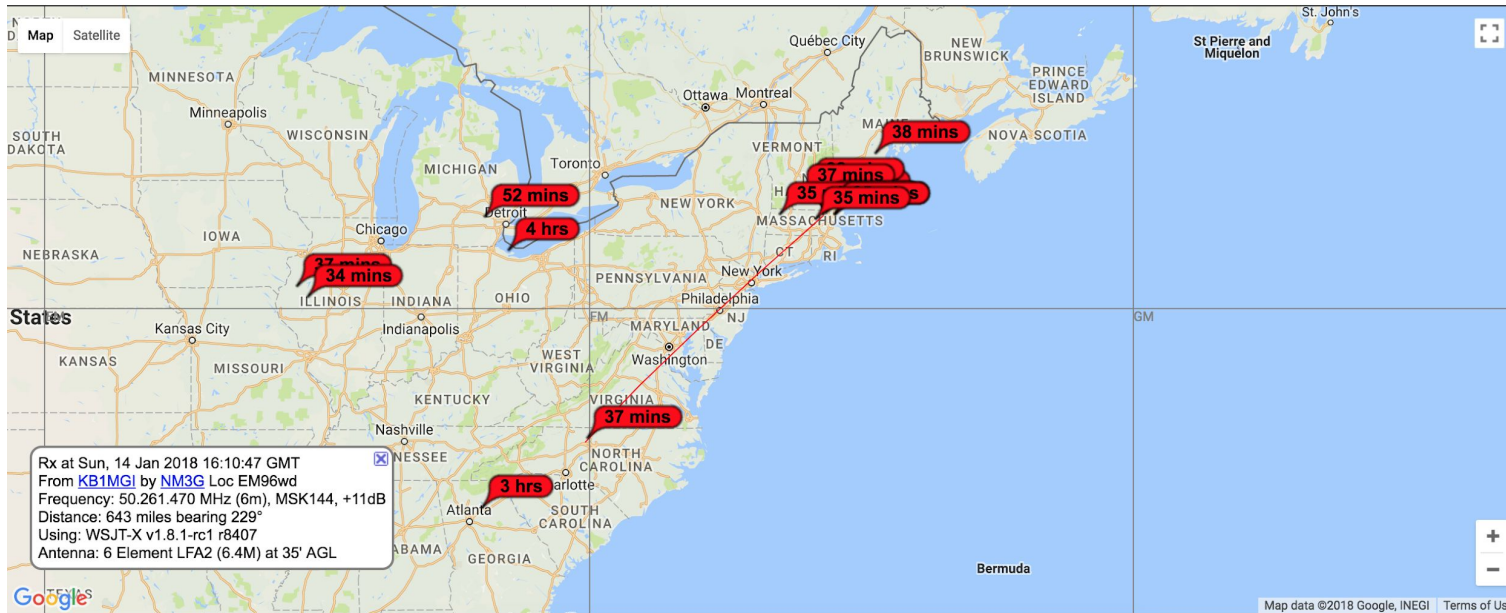 Map Satellite
St. John's
St Pierre and
Miquelon
Québec City
NEW
BRUNSWICK
PRINCE
EDWARD
ISLAND
MINNESOTA
Ottawa
Montreal
Minneapolis
SOUTH
DAKOTA
WISCONSIN
MAINE
38 mins
NOVA SCOTIA
VERMONT
MICHIGAN
Toronto
37 mins
52 mins
Detroit
35
35 mins
NEW YORK
MASSACHUSETTS
4 hrs
Chicago
IOWA
NEBRASKA
CT
RI
37 mins
34 mins
ILLINOIS
INDIANA
OHIO
PENNSYLVANIA
New York
Philadelphia
NJ
States
FM
GM
Kansas City
Indianapolis
MARYLAND
DE
Washington
KANSAS
MISSOURI
WEST
VIRGINIA
KENTUCKY
VIRGINIA
37 mins
Nashville
NORTH
CAROLINA
Rx at Sun, 14 Jan 2018 16:10:47 GMT
From KB1MGI by NM3G Loc EM96wd
Frequency: 50.261.470 MHz (6m), MSK144, +11dB
Distance: 643 miles bearing 229°
Using: WSJT-X v1.8.1-rc1 r8407
Antenna: 6 Element LFA2 (6.4M) at 35' AGL
NESSEE
3 hrs
arlotte
Atlanta
SOUTH
CAROLINA
ABAMA
GEORGIA
Bermuda
Google
Map data ©2018 Google, INEGI
Terms of Us